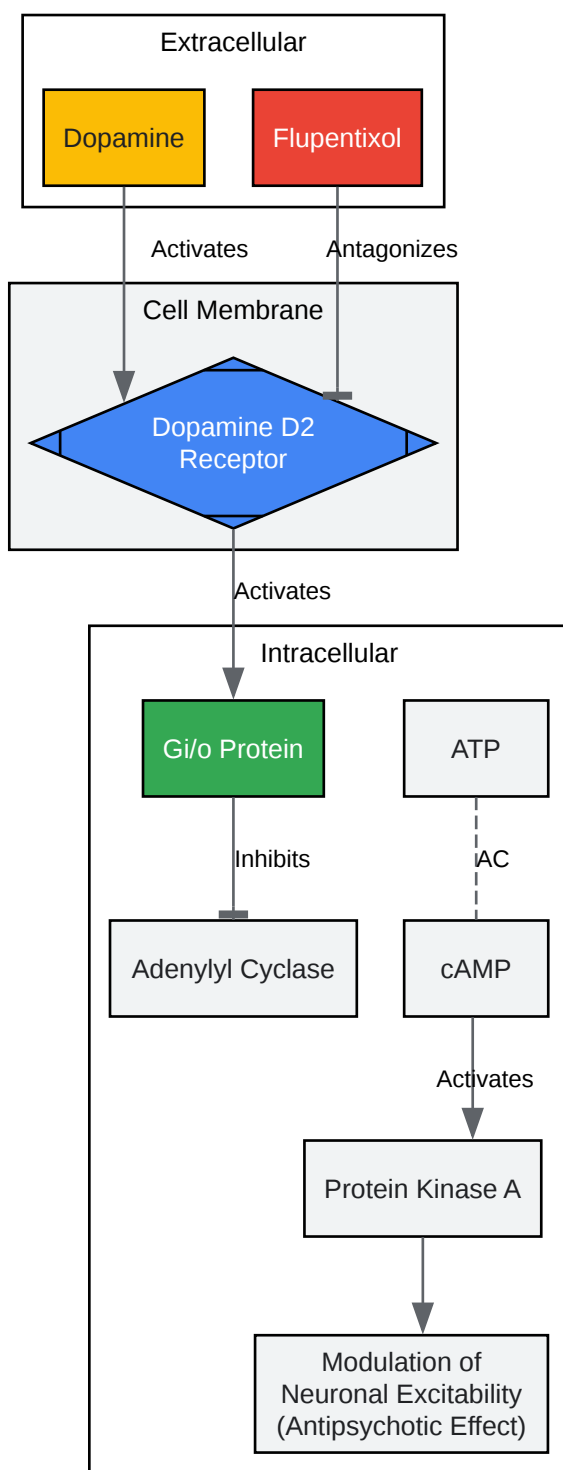 Extracellular
Dopamine
Flupentixol
Activates
Antagonizes
Cell Membrane
Dopamine D2
Receptor
Activates
Intracellular
Gi/o Protein
ATP
Inhibits
AC
Adenylyl Cyclase
cAMP
Activates
Protein Kinase A
Modulation of
Neuronal Excitability
(Antipsychotic Effect)